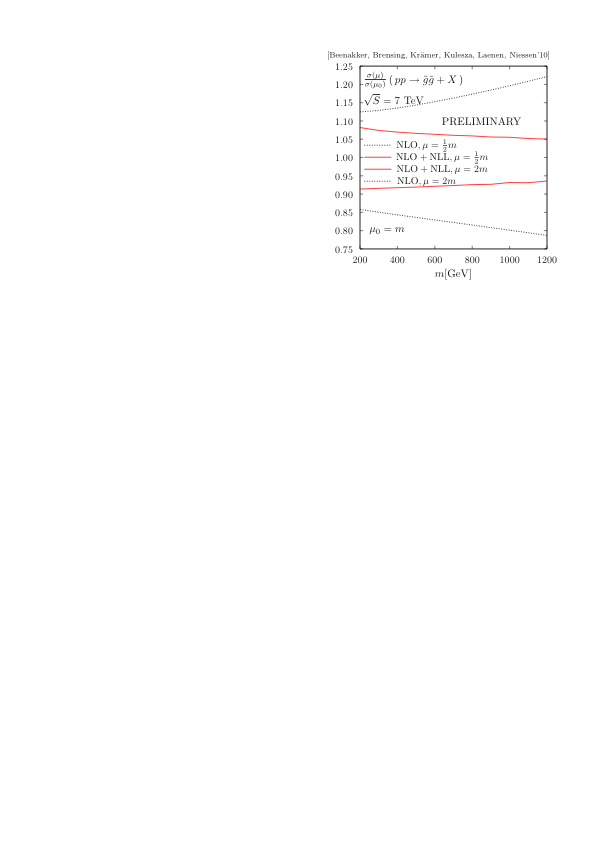 [Beenakker, Brensing, Krämer, Kulesza, Laenen, Niessen'10]
1.25
1.20
1.15
1.10
1.05
1.00
0.95
0.90
0.85
0.80
0.75
σ(μ)/σ(μ₀) ( pp → g̃g̃ + X )
√S = 7 TeV
PRELIMINARY
NLO, μ = ½m
NLO + NLL, μ = ½m
NLO + NLL, μ = 2m
NLO, μ = 2m
μ₀ = m
200 400 600 800 1000 1200
m[GeV]